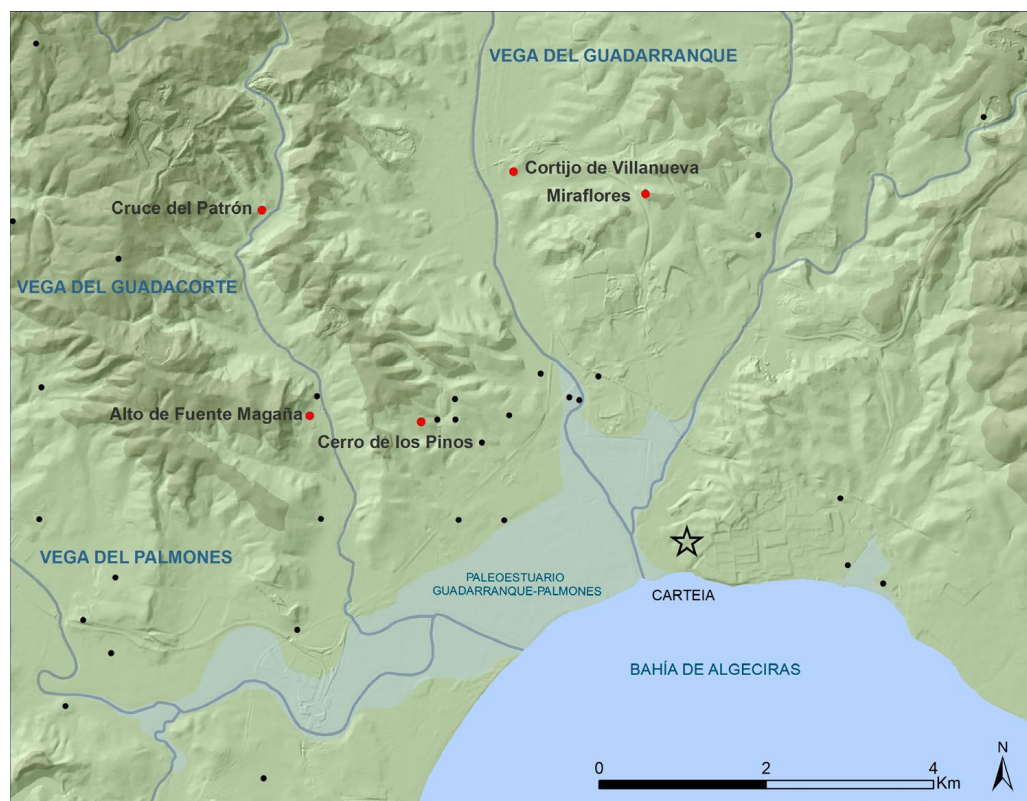 VEGA DEL GUADARRANQUE
Cortijo de Villanueva
Miraflores
Cruce del Patrón
VEGA DEL GUADACORTE
Alto de Fuente Magaña
Cerro de los Pinos
VEGA DEL PALMONES
PALEOESTUARIO
GUADARRANQUE-PALMONES
CARTEIA
BAHÍA DE ALGECIRAS
0 2 4
Km
N